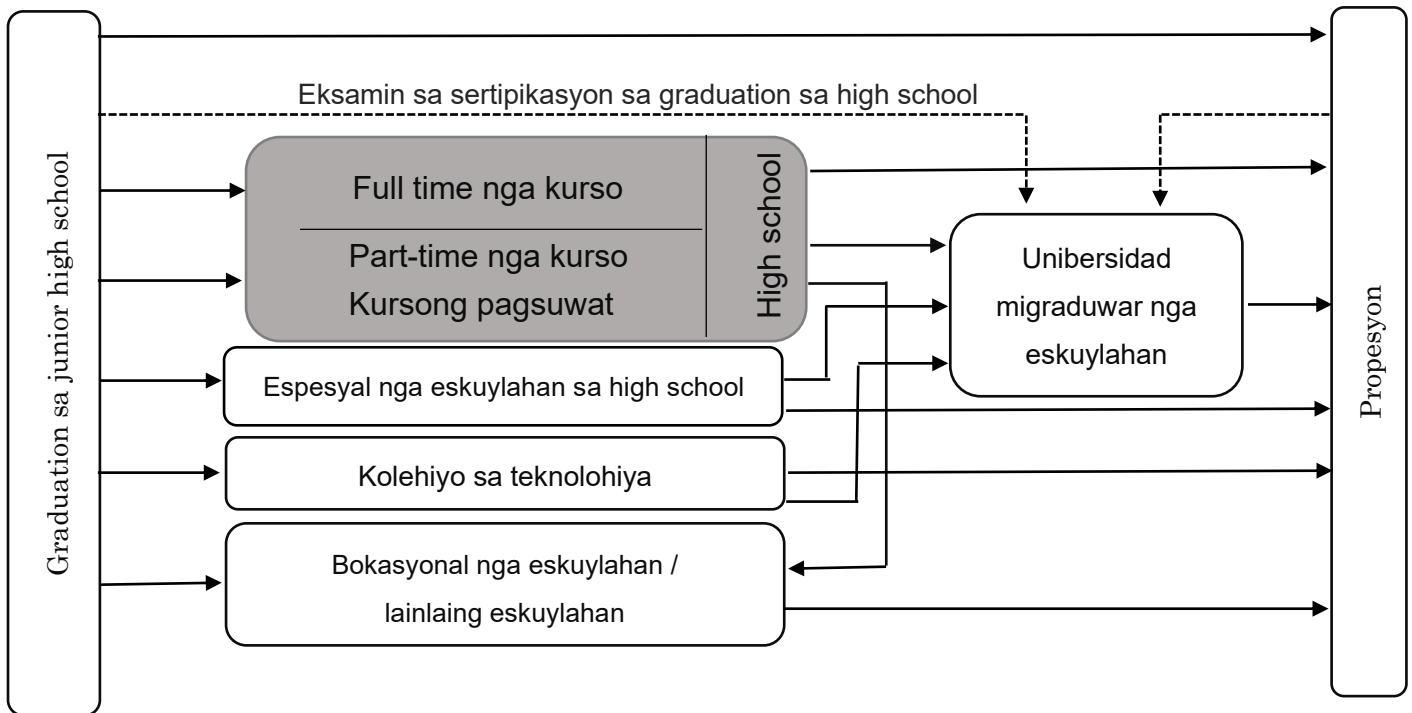 Graduation sa junior high school
Eksamin sa sertipikasyon sa graduation sa high school
Full time nga kurso
Part-time nga kurso
Kursong pagsuwat
High school
Espesyal nga eskuylahan sa high school
Kolehiyo sa teknolohiya
Bokasyonal nga eskuylahan /
lainlaing eskuylahan
Unibersidad
migraduwar nga
eskuylahan
Propesyon